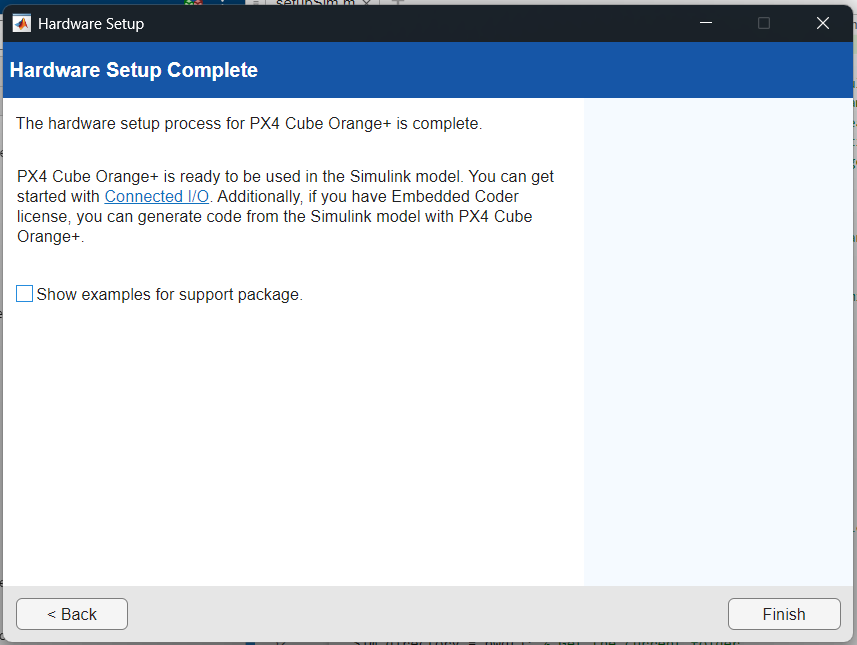 setupSim.m
Hardware Setup
Hardware Setup Complete
The hardware setup process for PX4 Cube Orange+ is complete.
PX4 Cube Orange+ is ready to be used in the Simulink model. You can get
started with Connected I/O. Additionally, if you have Embedded Coder
license, you can generate code from the Simulink model with PX4 Cube
Orange+.
Show examples for support package.
< Back
Finish